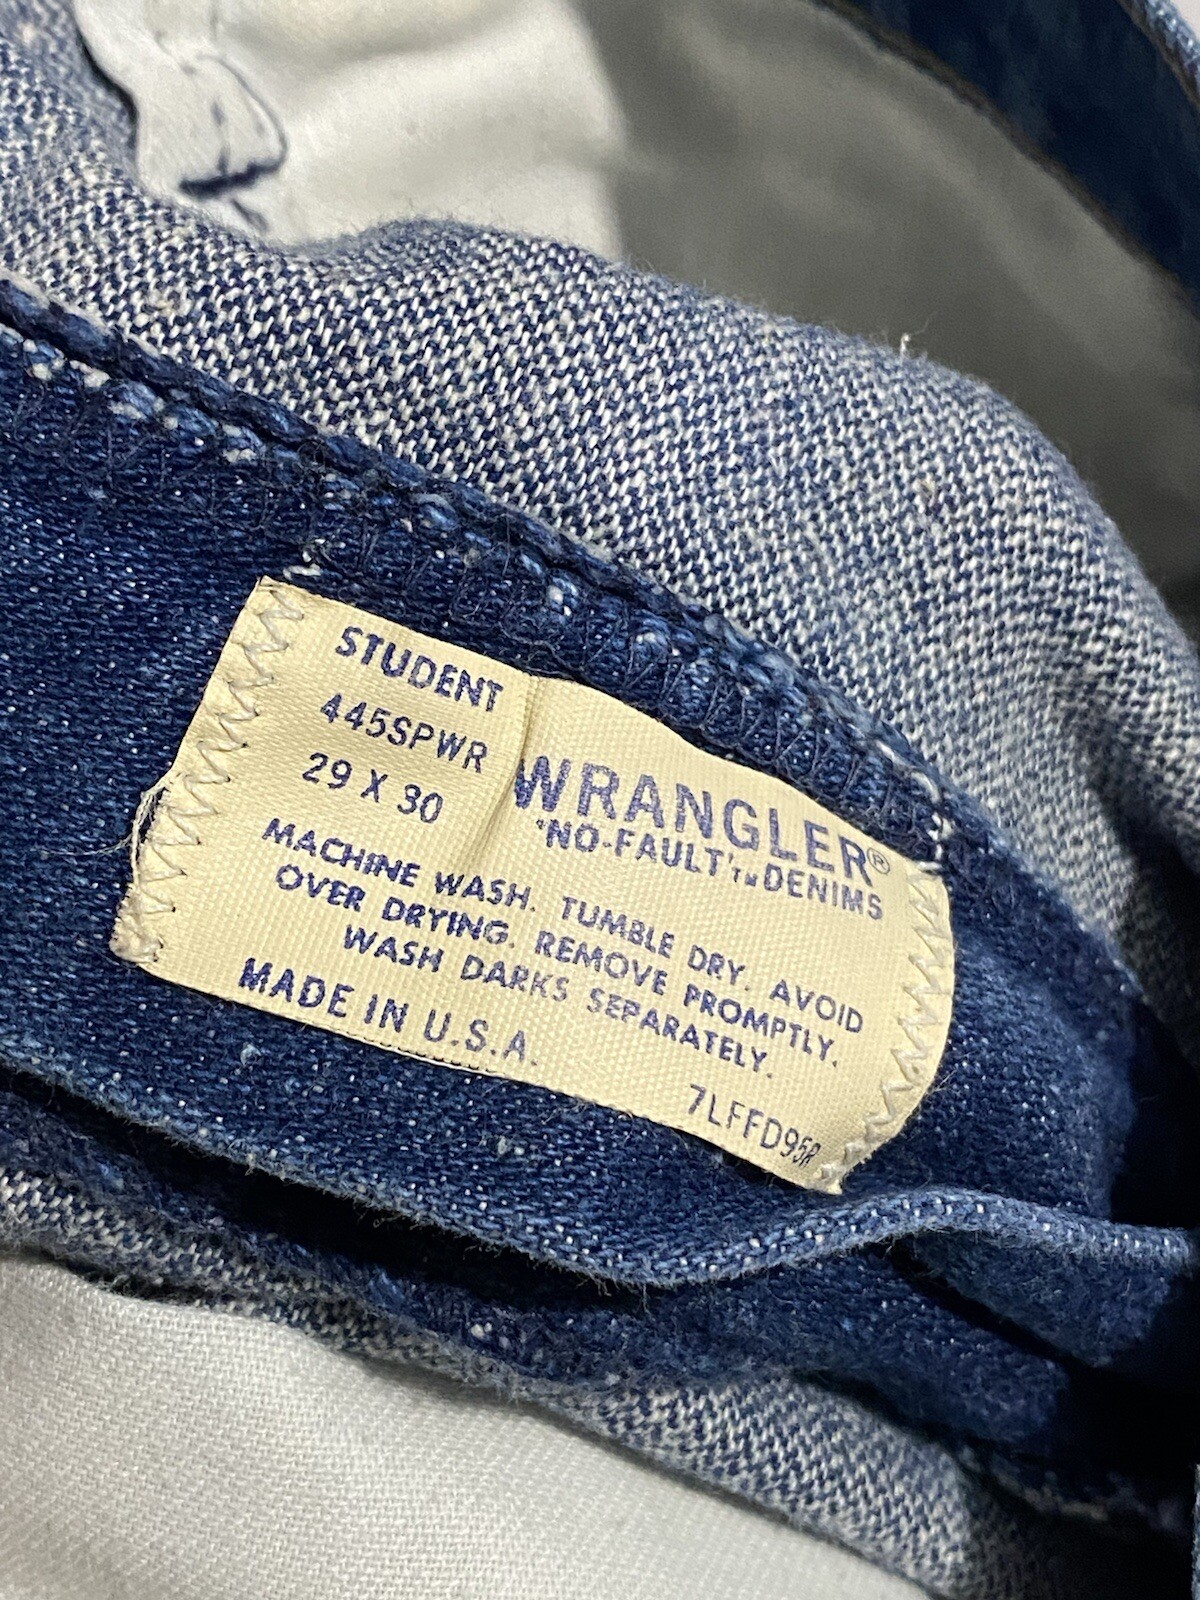 STUDENT
445SPWR
29 X 30
WRANGLER®
"NO-FAULT"™ DENIMS
MACHINE WASH. TUMBLE DRY. AVOID
OVER DRYING. REMOVE PROMPTLY.
WASH DARKS SEPARATELY.
MADE IN U.S.A.
7LFFD95R